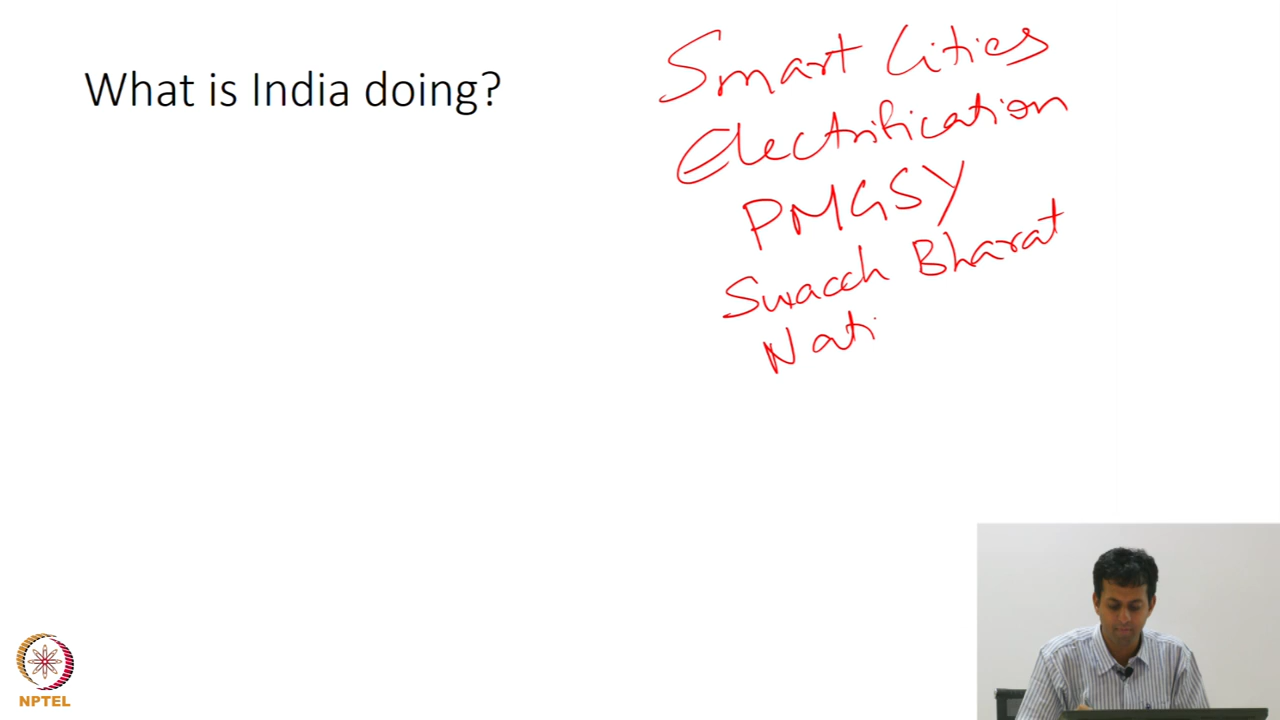 What is India doing?
Smart Cities
Electrification
PMGSY
Swacch Bharat
Nati
NPTEL